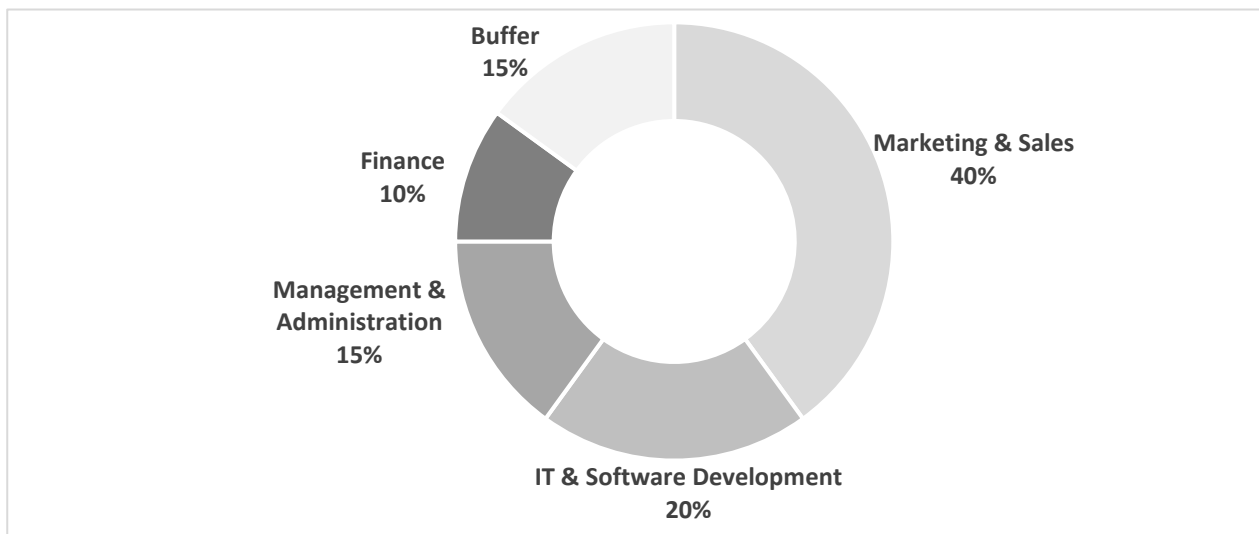 Buffer
15%
Marketing & Sales
40%
Finance
10%
Management &
Administration
15%
IT & Software Development
20%